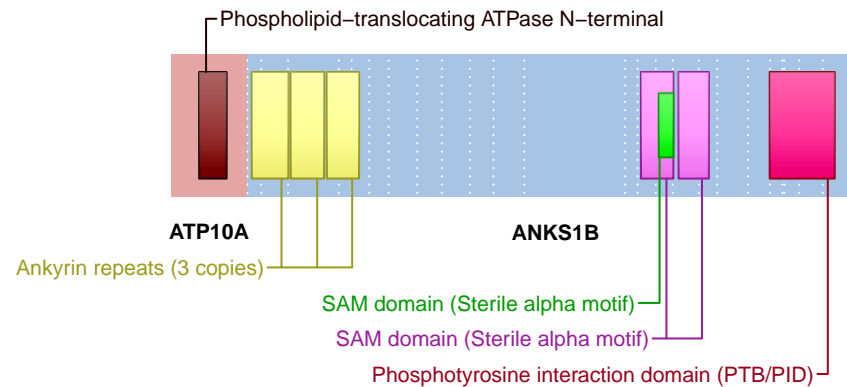 Phospholipid−translocating ATPase N−terminal
ATP10A
ANKS1B
Ankyrin repeats (3 copies)
SAM domain (Sterile alpha motif)
SAM domain (Sterile alpha motif)
Phosphotyrosine interaction domain (PTB/PID)